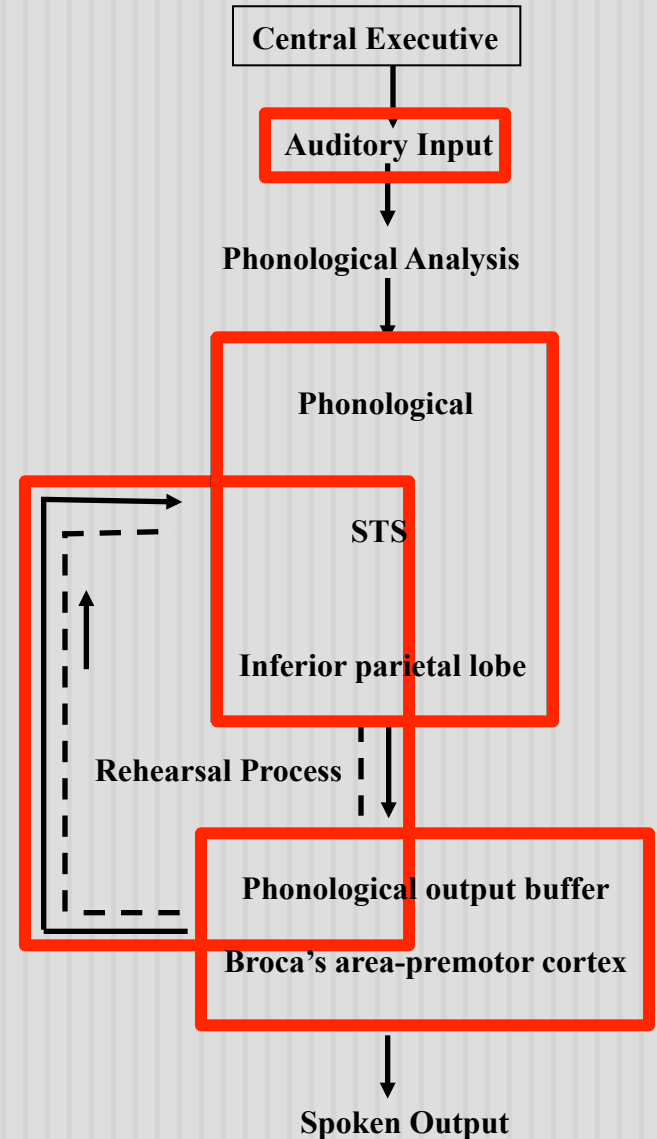 Central Executive
Auditory Input
Phonological Analysis
Phonological
STS
Inferior parietal lobe
Rehearsal Process
Phonological output buffer
Broca’s area-premotor cortex
Spoken Output